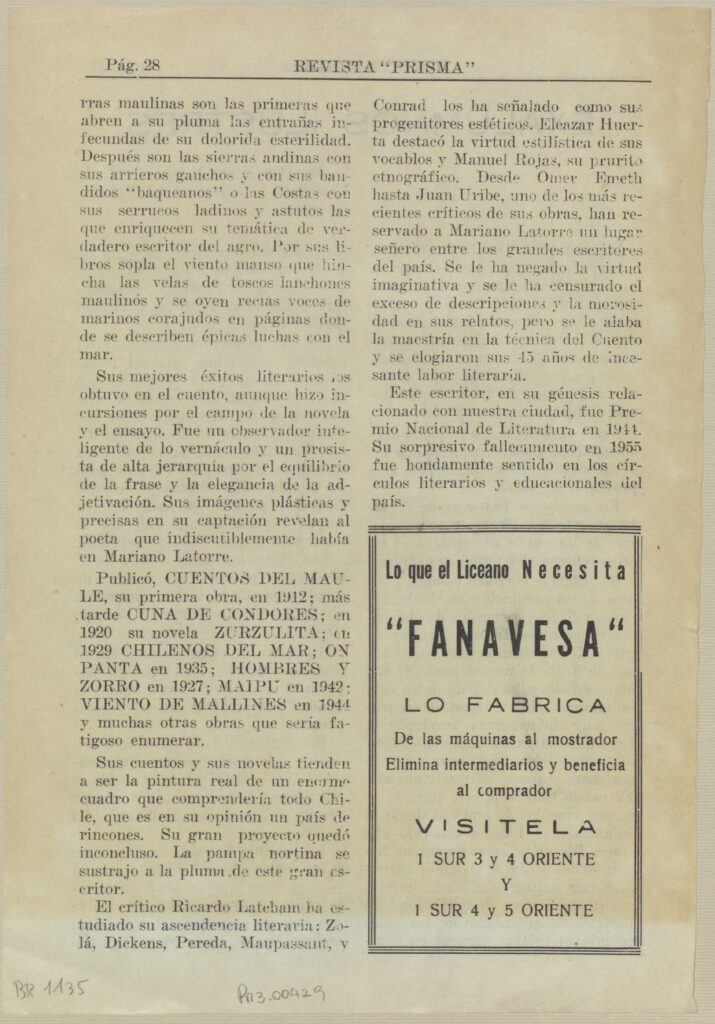 Pág. 28
REVISTA "PRISMA"
rras maulinas son las primeras que
abren a su pluma las entrañas in-
fecundas de su dolorida esterilidad.
Después son las sierras andinas con
sus arrieros gauchos y con sus ban-
didos "baqueanos" o las Costas con
sus serrucos ladinos y astutos las
que enriquecen su temática de ver-
dadero escritor del agro. Por sus li-
bros sopla el viento manso que hin-
cha las velas de toscos lanchones
maulinos y se oyen recias voces de
marinos corajudos en páginas don-
de se describen épicas luchas con el
mar.
Sus mejores éxitos literarios los
obtuvo en el cuento, aunque hizo in-
cursiones por el campo de la novela
y el ensayo. Fue un observador inte-
ligente de lo vernáculo y un prosis-
ta de alta jerarquía por el equilibrio
de la frase y la elegancia de la ad-
jetivación. Sus imágenes plásticas y
precisas en su captación revelan al
poeta que indiscutiblemente había
en Mariano Latorre.
Publicó, CUENTOS DEL MAU-
LE, su primera obra, en 1912; más
tarde CUNA DE CONDORES; en
1920 su novela ZURZULITA; en
1929 CHILENOS DEL MAR; ON
PANTA en 1935; HOMBRES Y
ZORRO en 1927; MAIPU en 1942;
VIENTO DE MALLINES en 1944
y muchas otras obras que sería fa-
tigoso enumerar.
Sus cuentos y sus novelas tienden
a ser la pintura real de un enorme
cuadro que comprendería todo Chi-
le, que es en su opinión un país de
rincones. Su gran proyecto quedó
inconcluso. La pampa nortina se
sustrajo a la pluma de este gran es-
critor.
El crítico Ricardo Latcham ha es-
tudiado su ascendencia literaria: Zo-
lá, Dickens, Pereda, Maupassant, y
Conrad los ha señalado como sus
progenitores estéticos. Eleazar Huer-
ta destacó la virtud estilística de sus
vocablos y Manuel Rojas, su prurito
etnográfico. Desde Omer Emeth
hasta Juan Uribe, uno de los más re-
cientes críticos de sus obras, han re-
servado a Mariano Latorre un lugar
señero entre los grandes escritores
del país. Se le ha negado la virtud
imaginativa y se le ha censurado el
exceso de descripciones y la morosi-
dad en sus relatos, pero se le alaba
la maestría en la técnica del Cuento
y se elogiaron sus 45 años de ince-
sante labor literaria.
Este escritor, en su génesis rela-
cionado con nuestra ciudad, fue Pre-
mio Nacional de Literatura en 1944.
Su sorpresivo fallecimiento en 1955
fue hondamente sentido en los cír-
culos literarios y educacionales del
país.
Lo que el Liceano Necesita
"FANAVESA"
LO FABRICA
De las máquinas al mostrador
Elimina intermediarios y beneficia
al comprador
VISITELA
1 SUR 3 y 4 ORIENTE
Y
1 SUR 4 y 5 ORIENTE
BR 1135
PR3-00429